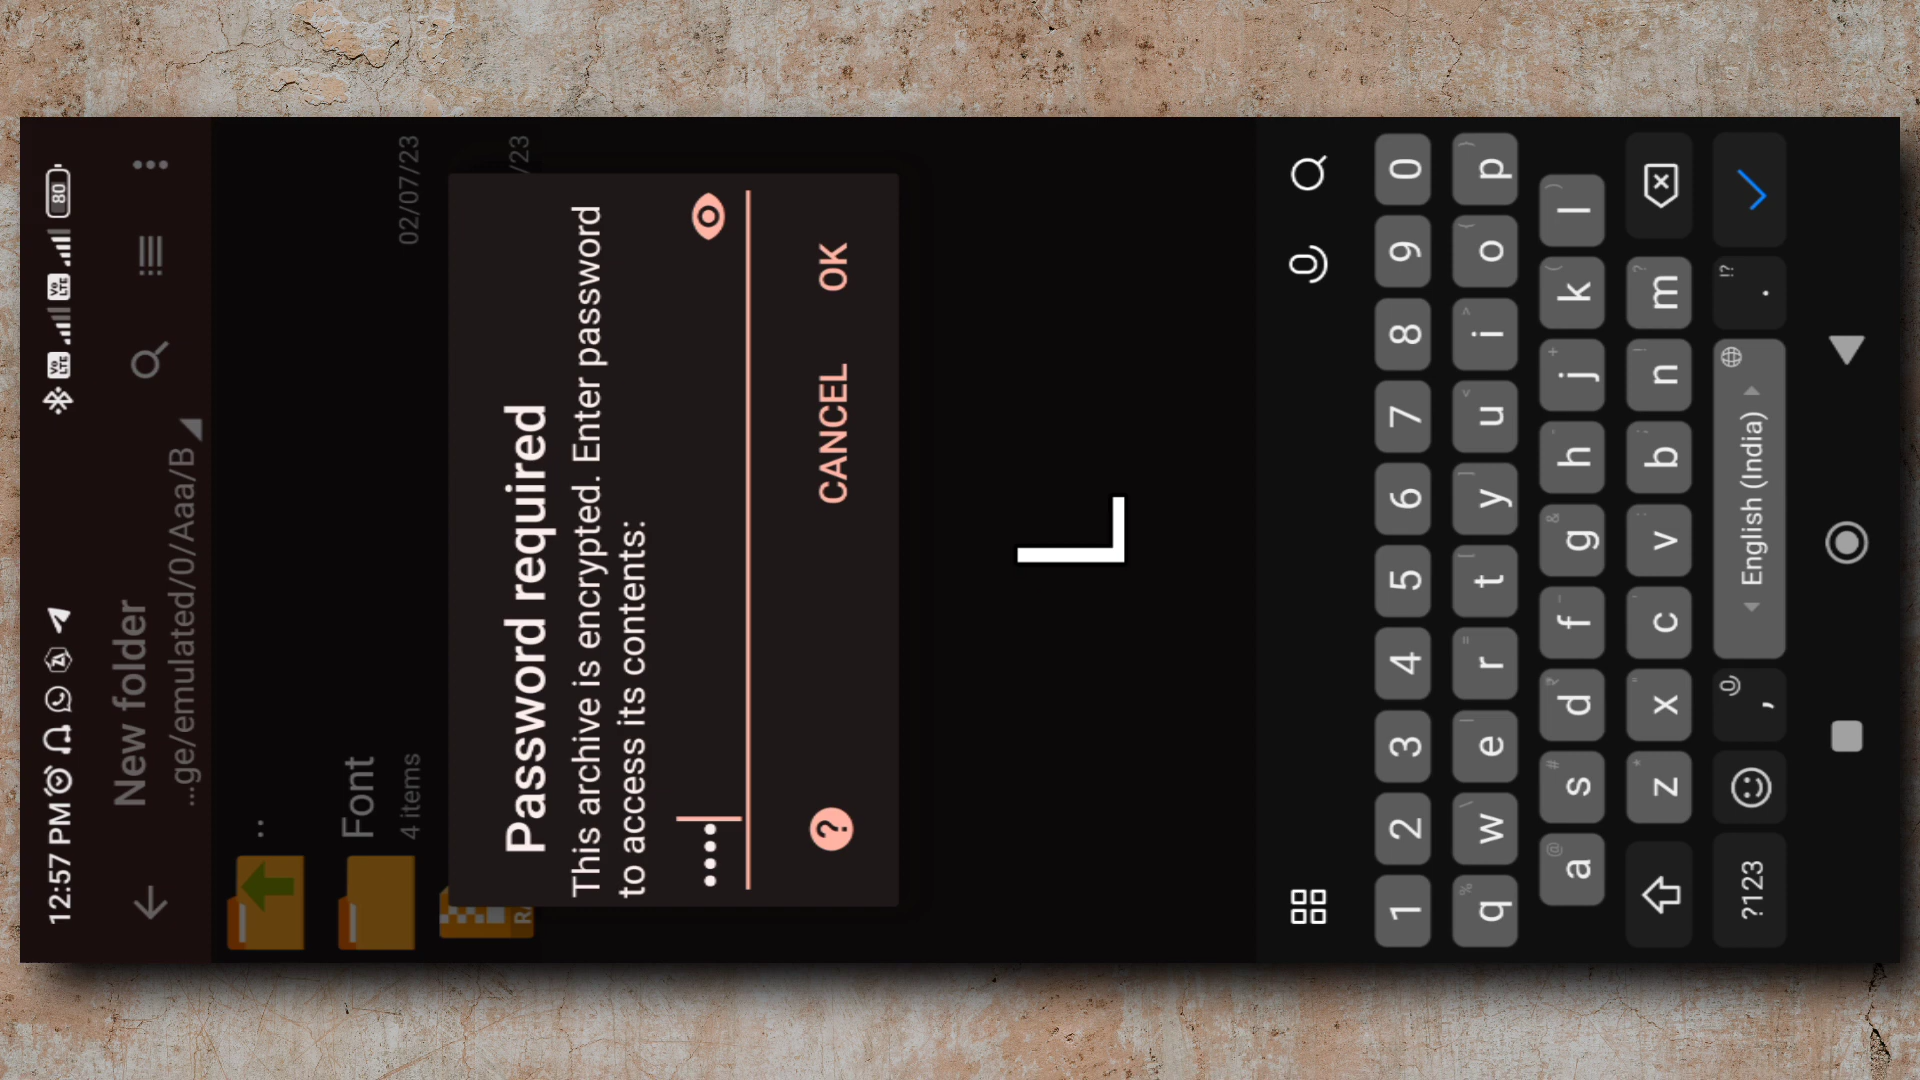 12:57 PM
80
New folder
...ge/emulated/0/Aaa/B
..
Font
4 items
02/07/23
/23
Password required
This archive is encrypted. Enter password
to access its contents:
CANCEL
OK
L
1 2 3 4 5 6 7 8 9 0
q w e r t y u i o p
a s d f g h j k l
z x c v b n m
?123 , English (India) .